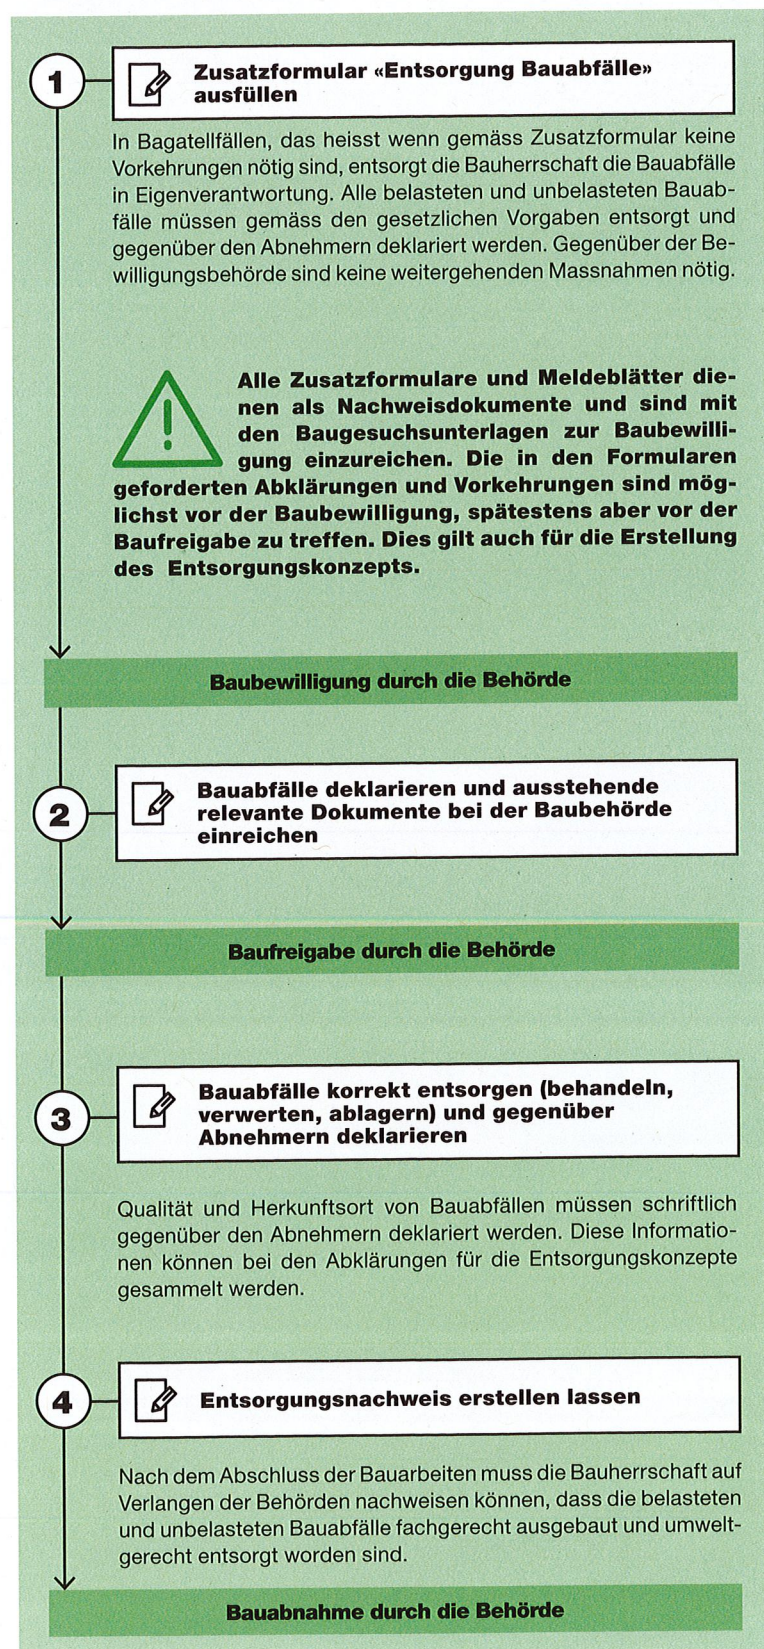 1
Zusatzformular «Entsorgung Bauabfälle»
ausfüllen
In Bagatellfällen, das heisst wenn gemäss Zusatzformular keine
Vorkehrungen nötig sind, entsorgt die Bauherrschaft die Bauabfälle
in Eigenverantwortung. Alle belasteten und unbelasteten Bauab-
fälle müssen gemäss den gesetzlichen Vorgaben entsorgt und
gegenüber den Abnehmern deklariert werden. Gegenüber der Be-
willigungsbehörde sind keine weitergehenden Massnahmen nötig.
Alle Zusatzformulare und Meldeblätter die-
nen als Nachweisdokumente und sind mit
den Baugesuchsunterlagen zur Baubewilli-
gung einzureichen. Die in den Formularen
geforderten Abklärungen und Vorkehrungen sind mög-
lichst vor der Baubewilligung, spätestens aber vor der
Baufreigabe zu treffen. Dies gilt auch für die Erstellung
des Entsorgungskonzepts.
Baubewilligung durch die Behörde
2
Bauabfälle deklarieren und ausstehende
relevante Dokumente bei der Baubehörde
einreichen
Baufreigabe durch die Behörde
3
Bauabfälle korrekt entsorgen (behandeln,
verwerten, ablagern) und gegenüber
Abnehmern deklarieren
Qualität und Herkunftsort von Bauabfällen müssen schriftlich
gegenüber den Abnehmern deklariert werden. Diese Informatio-
nen können bei den Abklärungen für die Entsorgungskonzepte
gesammelt werden.
4
Entsorgungsnachweis erstellen lassen
Nach dem Abschluss der Bauarbeiten muss die Bauherrschaft auf
Verlangen der Behörden nachweisen können, dass die belasteten
und unbelasteten Bauabfälle fachgerecht ausgebaut und umwelt-
gerecht entsorgt worden sind.
Bauabnahme durch die Behörde